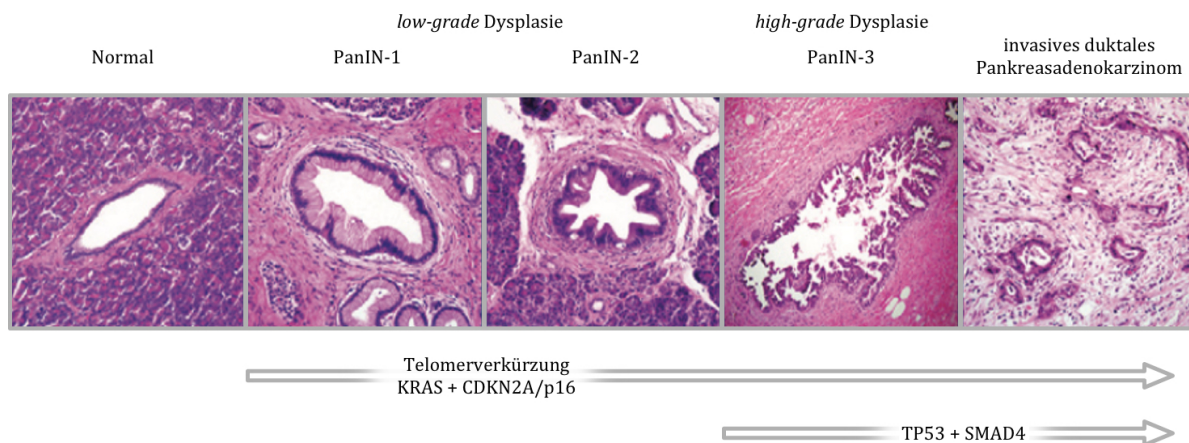 low-grade Dysplasie
high-grade Dysplasie
Normal
PanIN-1
PanIN-2
PanIN-3
invasives duktales
Pankreasadenokarzinom
Telomerverkürzung
KRAS + CDKN2A/p16
TP53 + SMAD4